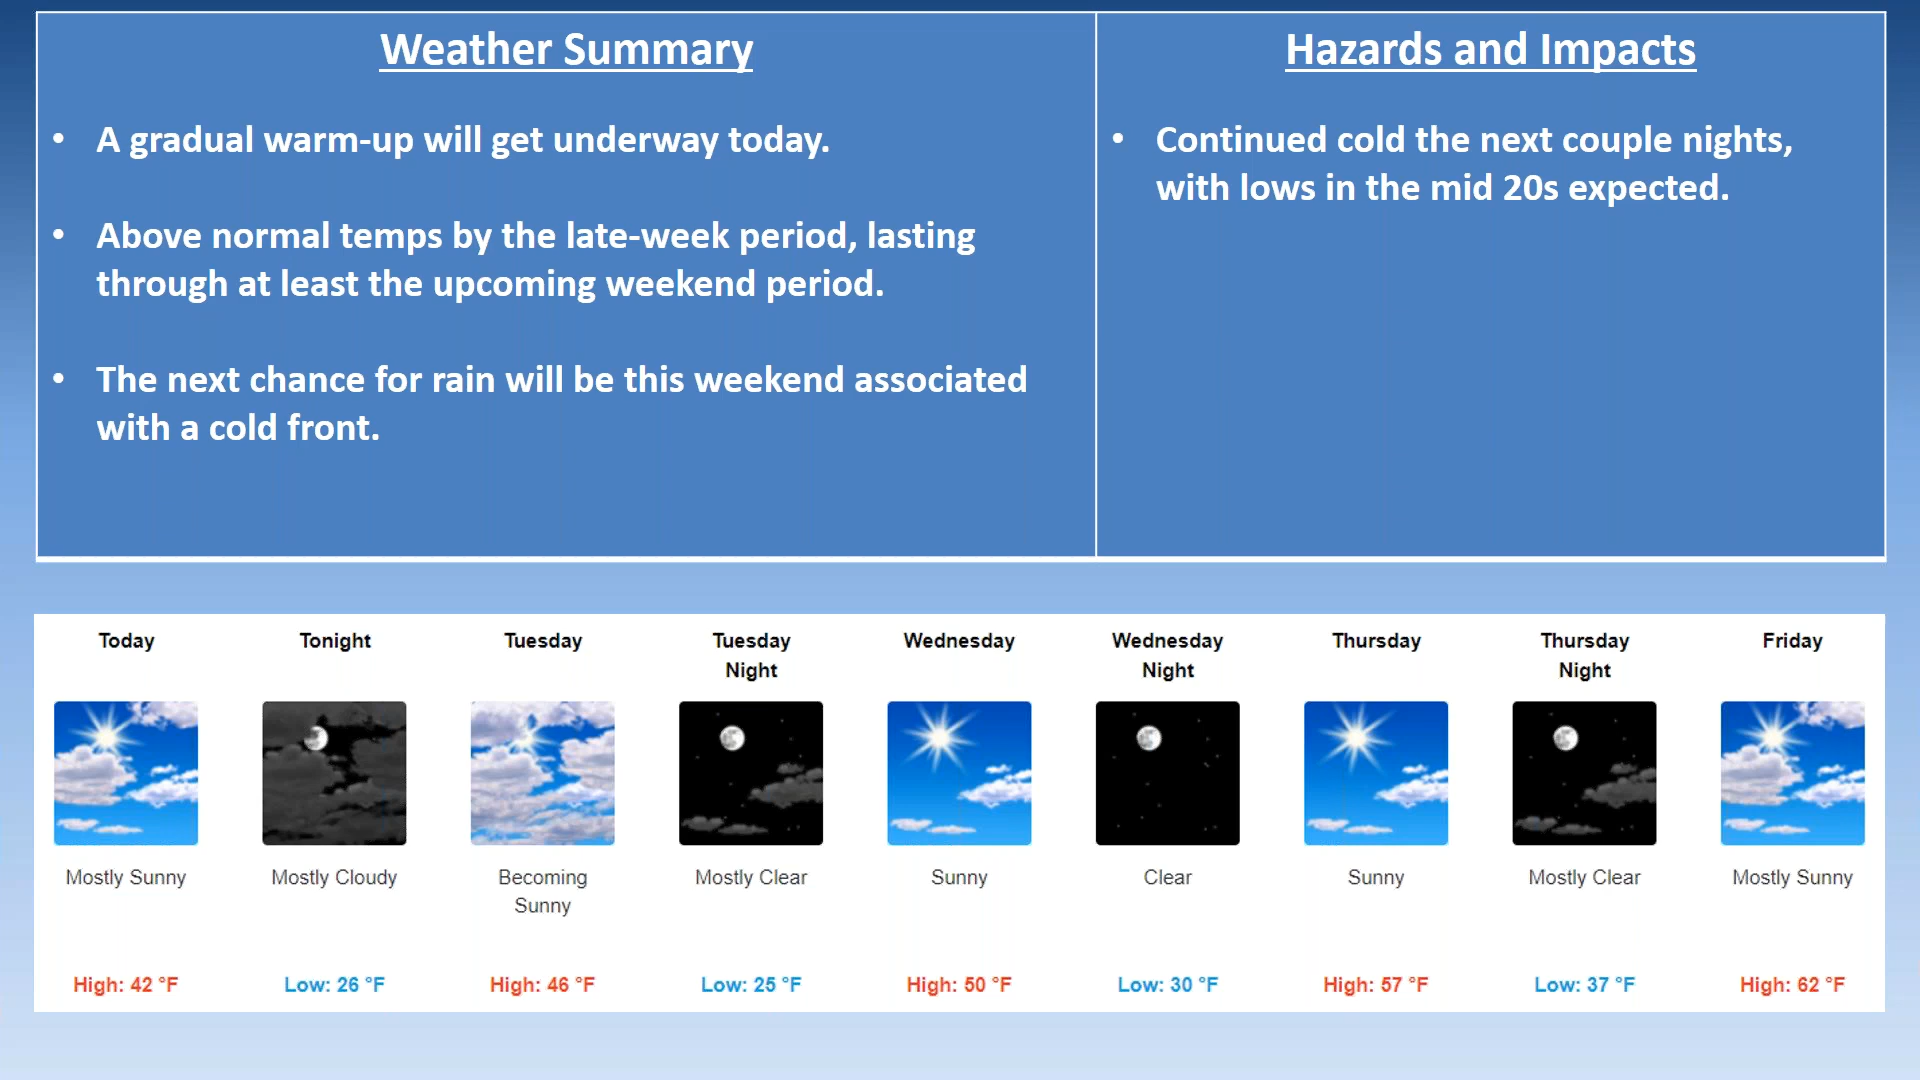 Weather Summary
• A gradual warm-up will get underway today.
• Above normal temps by the late-week period, lasting
through at least the upcoming weekend period.
• The next chance for rain will be this weekend associated
with a cold front.
Hazards and Impacts
• Continued cold the next couple nights,
with lows in the mid 20s expected.
Today
Mostly Sunny
High: 42 °F
Tonight
Mostly Cloudy
Low: 26 °F
Tuesday
Becoming
Sunny
High: 46 °F
Tuesday
Night
Mostly Clear
Low: 25 °F
Wednesday
Sunny
High: 50 °F
Wednesday
Night
Clear
Low: 30 °F
Thursday
Sunny
High: 57 °F
Thursday
Night
Mostly Clear
Low: 37 °F
Friday
Mostly Sunny
High: 62 °F